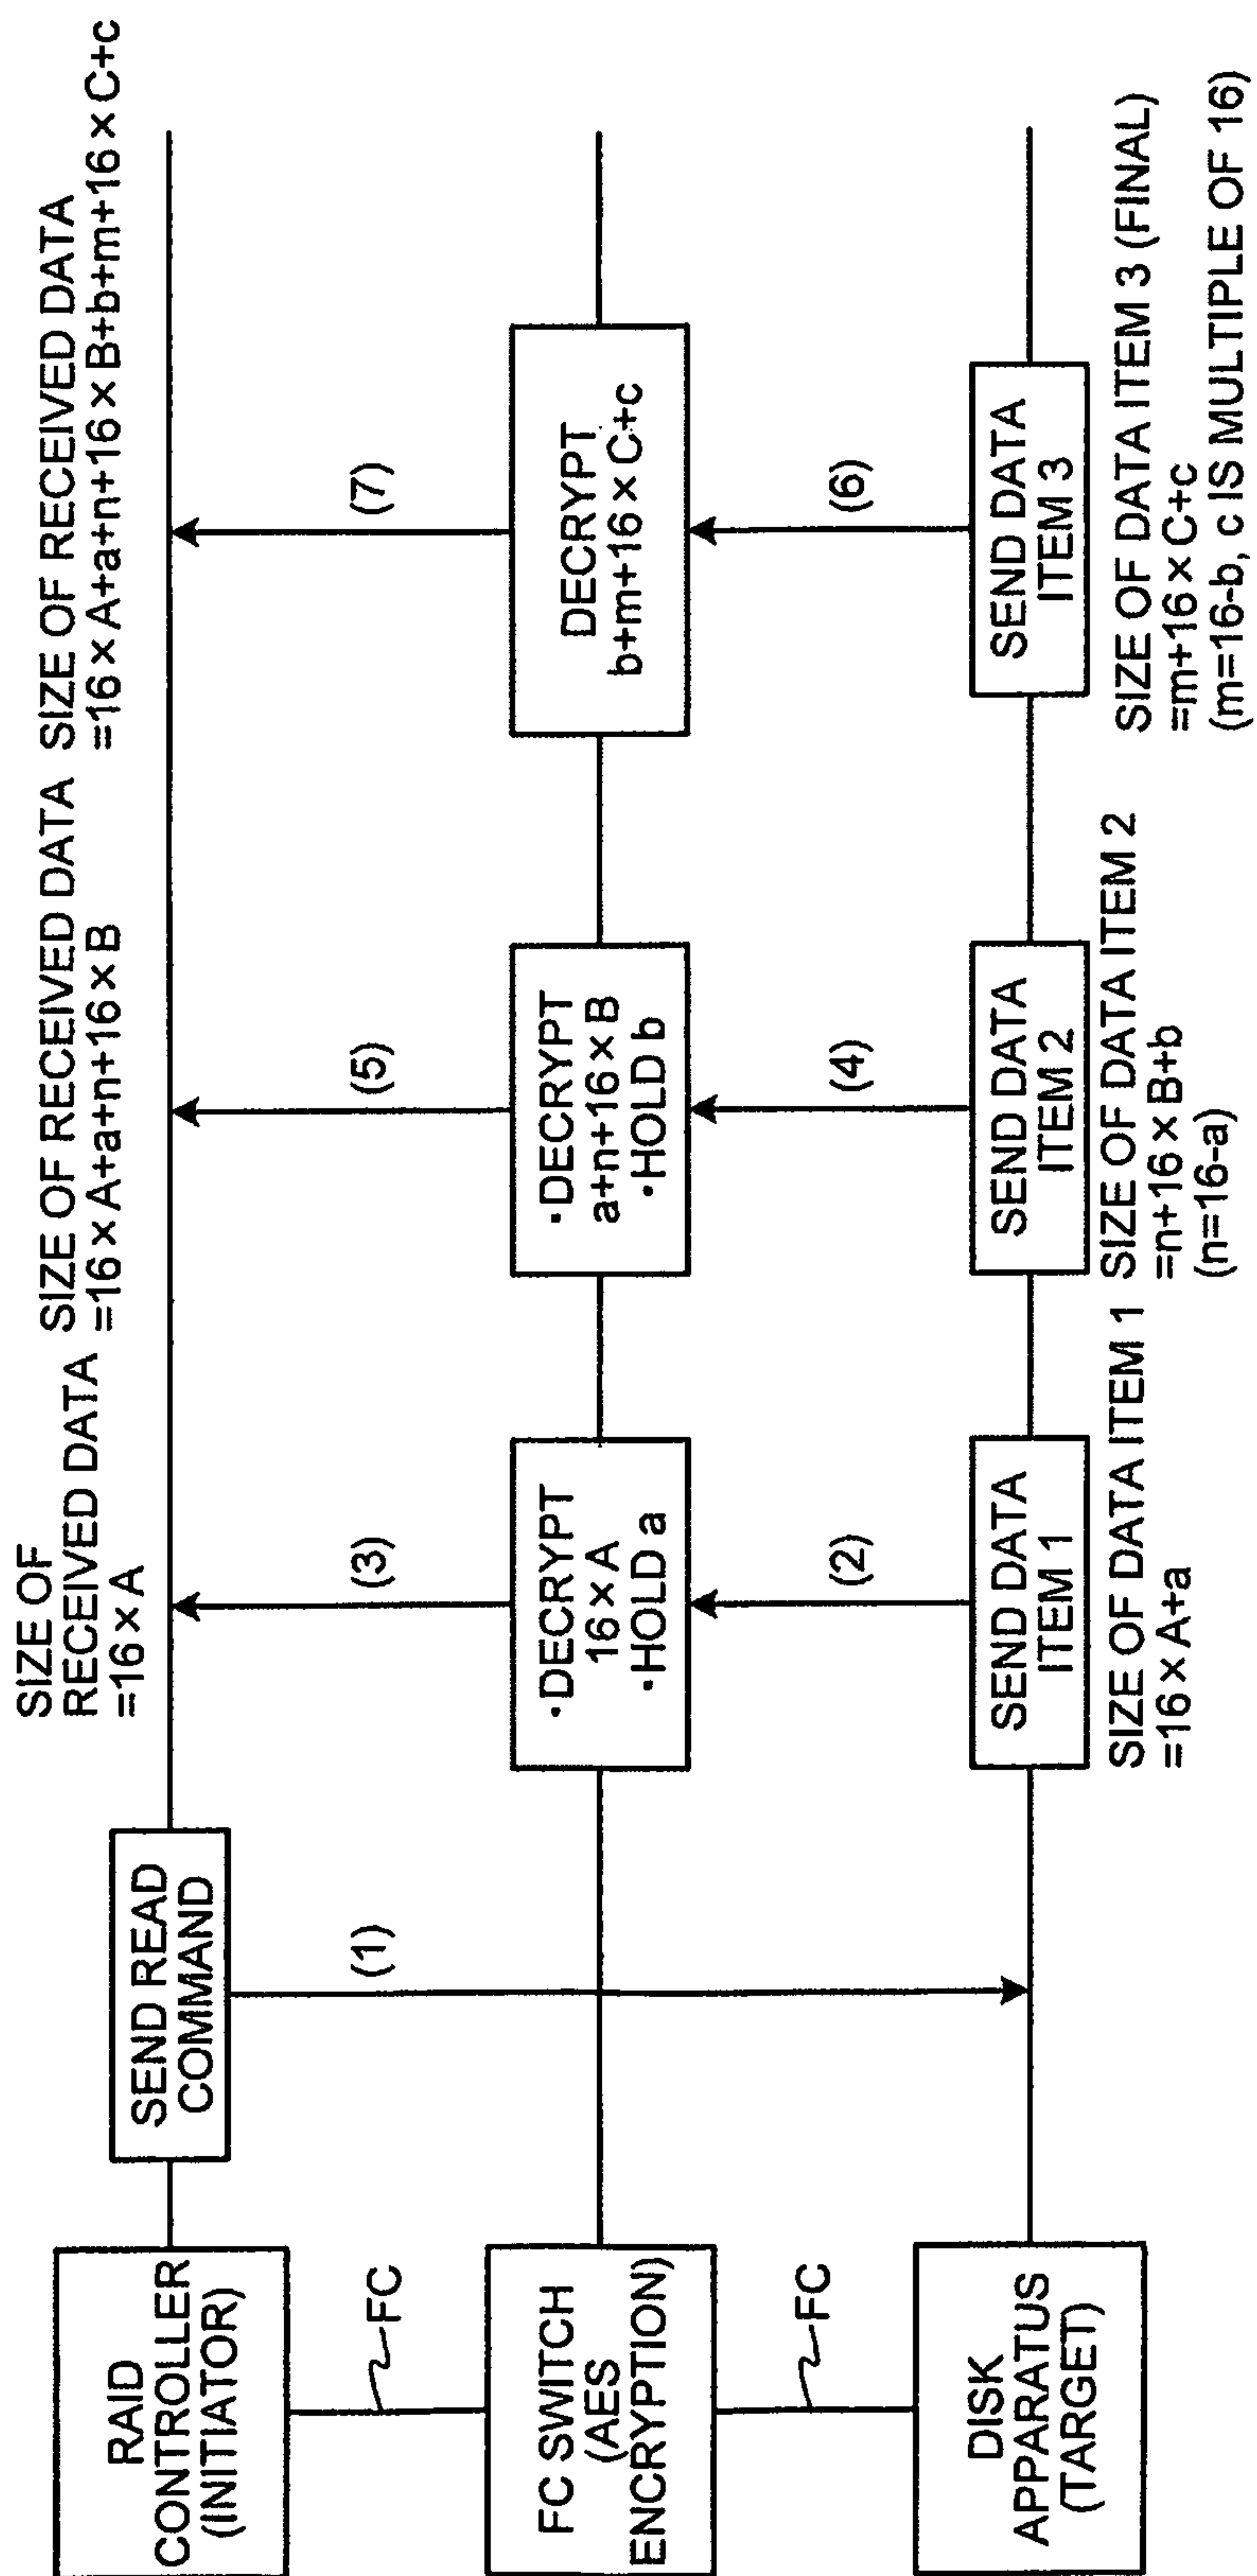 RAID
CONTROLLER
(INITIATOR)
FC
FC SWITCH
(AES
ENCRYPTION)
FC
DISK
APPARATUS
(TARGET)
SEND READ
COMMAND
(1)
SIZE OF
RECEIVED DATA
=16×A
(3)
·DECRYPT
16×A
·HOLD a
(2)
SEND DATA
ITEM 1
SIZE OF DATA ITEM 1
=16×A+a
SIZE OF RECEIVED DATA
=16×A+a+n+16×B
(5)
·DECRYPT
a+n+16×B
·HOLD b
(4)
SEND DATA
ITEM 2
SIZE OF DATA ITEM 2
=n+16×B+b
(n=16-a)
SIZE OF RECEIVED DATA
=16×A+a+n+16×B+b+m+16×C+c
(7)
DECRYPT
b+m+16×C+c
(6)
SEND DATA
ITEM 3
SIZE OF DATA ITEM 3 (FINAL)
=m+16×C+c
(m=16-b, c IS MULTIPLE OF 16)